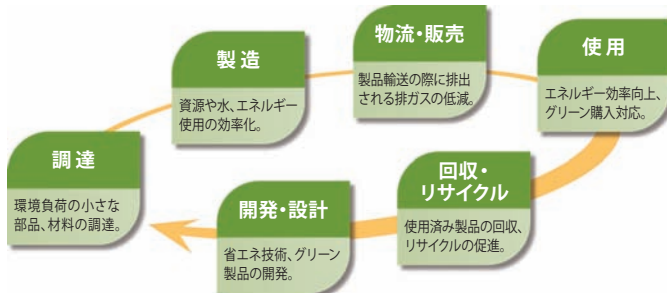 調達
環境負荷の小さな
部品、材料の調達。
製造
資源や水、エネルギー
使用の効率化。
物流・販売
製品輸送の際に排出
される排ガスの低減。
使用
エネルギー効率向上、
グリーン購入対応。
回収・
リサイクル
使用済み製品の回収、
リサイクルの促進。
開発・設計
省エネ技術、グリーン
製品の開発。